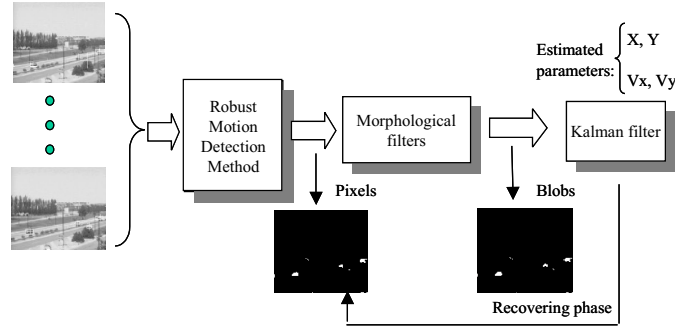 Estimated
parameters:
X, Y
Vx, Vy
Robust
Motion
Detection
Method
Morphological
filters
Kalman filter
Pixels
Blobs
Recovering phase